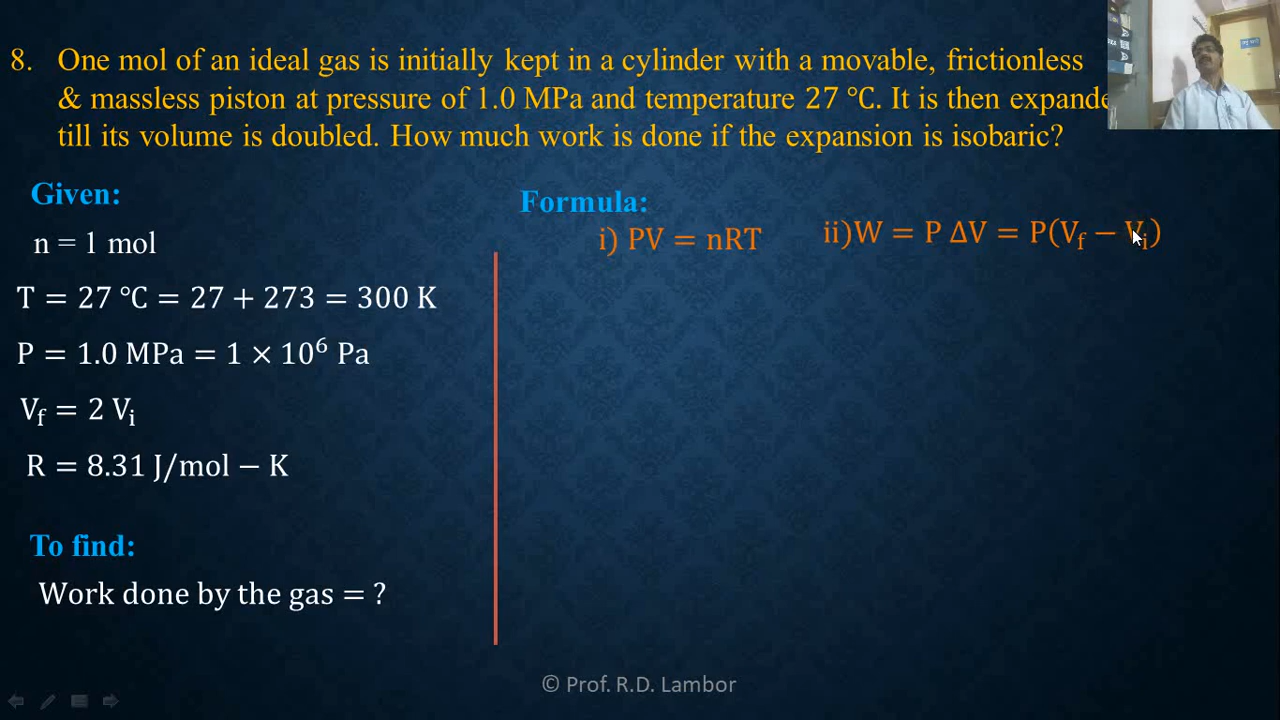 8. One mol of an ideal gas is initially kept in a cylinder with a movable, frictionless
& massless piston at pressure of 1.0 MPa and temperature 27 °C. It is then expande
till its volume is doubled. How much work is done if the expansion is isobaric?
Given:
n = 1 mol
T = 27 °C = 27 + 273 = 300 K
P = 1.0 MPa = 1 × 10⁶ Pa
V_f = 2 V_i
R = 8.31 J/mol − K
To find:
Work done by the gas = ?
Formula:
i) PV = nRT ii)W = P ΔV = P(V_f − V_i)
© Prof. R.D. Lambor